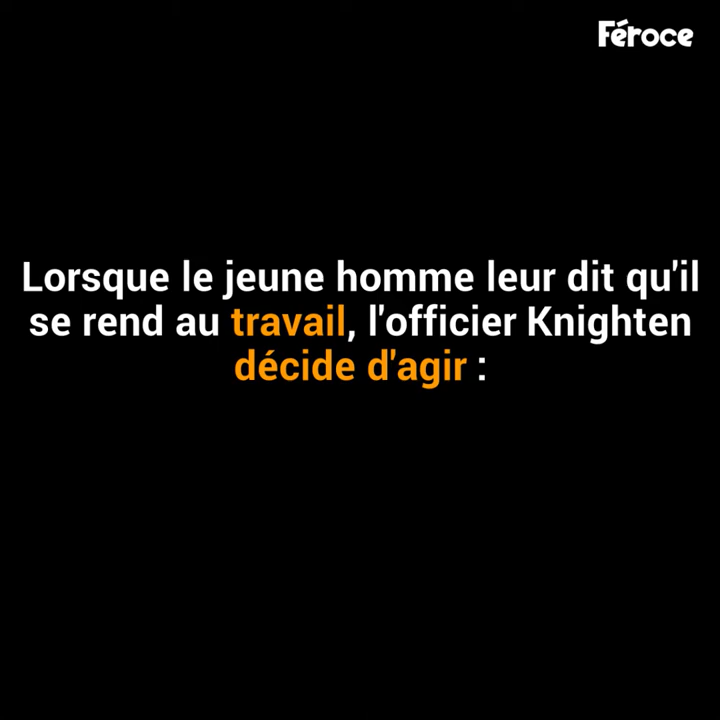 Féroce
Lorsque le jeune homme leur dit qu'il
se rend au travail, l'officier Knighten
décide d'agir :